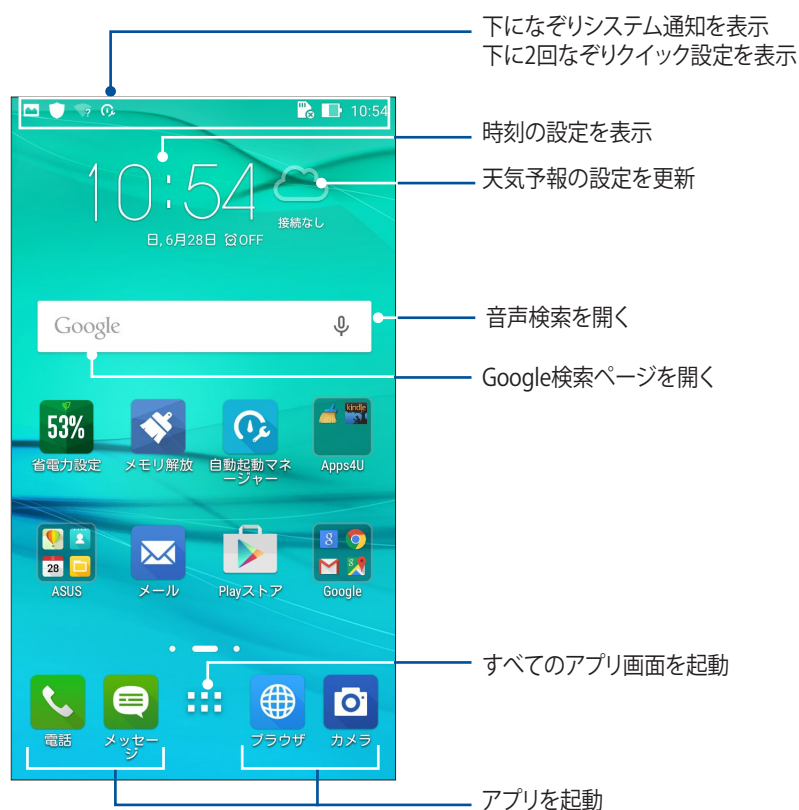 下になぞりシステム通知を表示
下に2回なぞりクイック設定を表示
10:54
時刻の設定を表示
10:54
天気予報の設定を更新
接続なし
日, 6月28日 OFF
Google
音声検索を開く
Google検索ページを開く
53%
kindle
省電力設定
メモリ解放
自動起動マネ
ージャー
Apps4U
28
8
ASUS
メール
Playストア
Google
すべてのアプリ画面を起動
電話
メッセー
ジ
ブラウザ
カメラ
アプリを起動